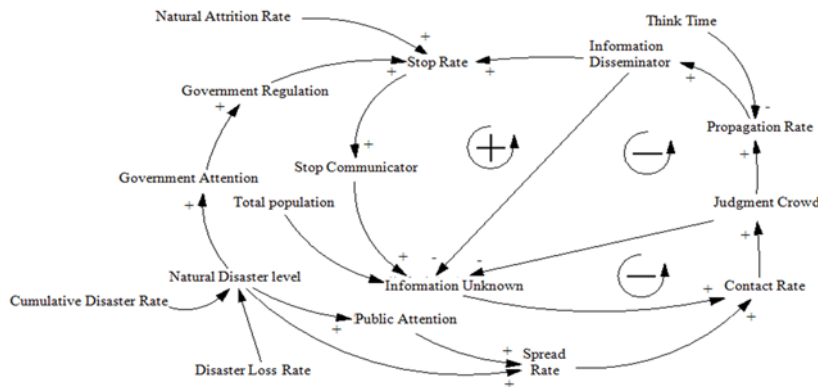 Natural Attrition Rate
Think Time
Information
Disseminator
Stop Rate
Government Regulation
Propagation Rate
Stop Communicator
Government Attention
Total population
Judgment Crowd
Natural Disaster level
Information Unknown
Contact Rate
Cumulative Disaster Rate
Public Attention
Spread
Rate
Disaster Loss Rate